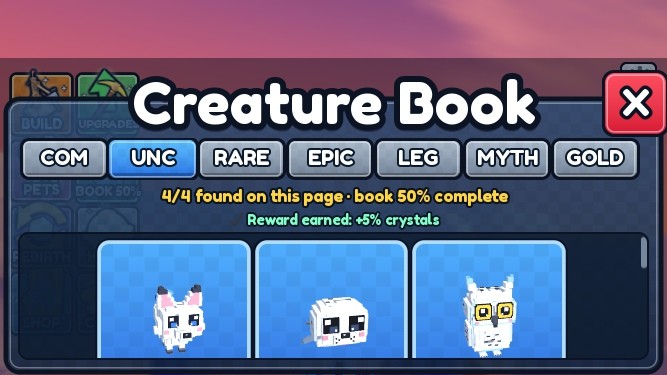 Creature Book
COM UNC RARE EPIC LEG MYTH GOLD
4/4 found on this page · book 50% complete
Reward earned: +5% crystals
BUILD UPGRADES
PETS BOOK 50%
REBIRTH